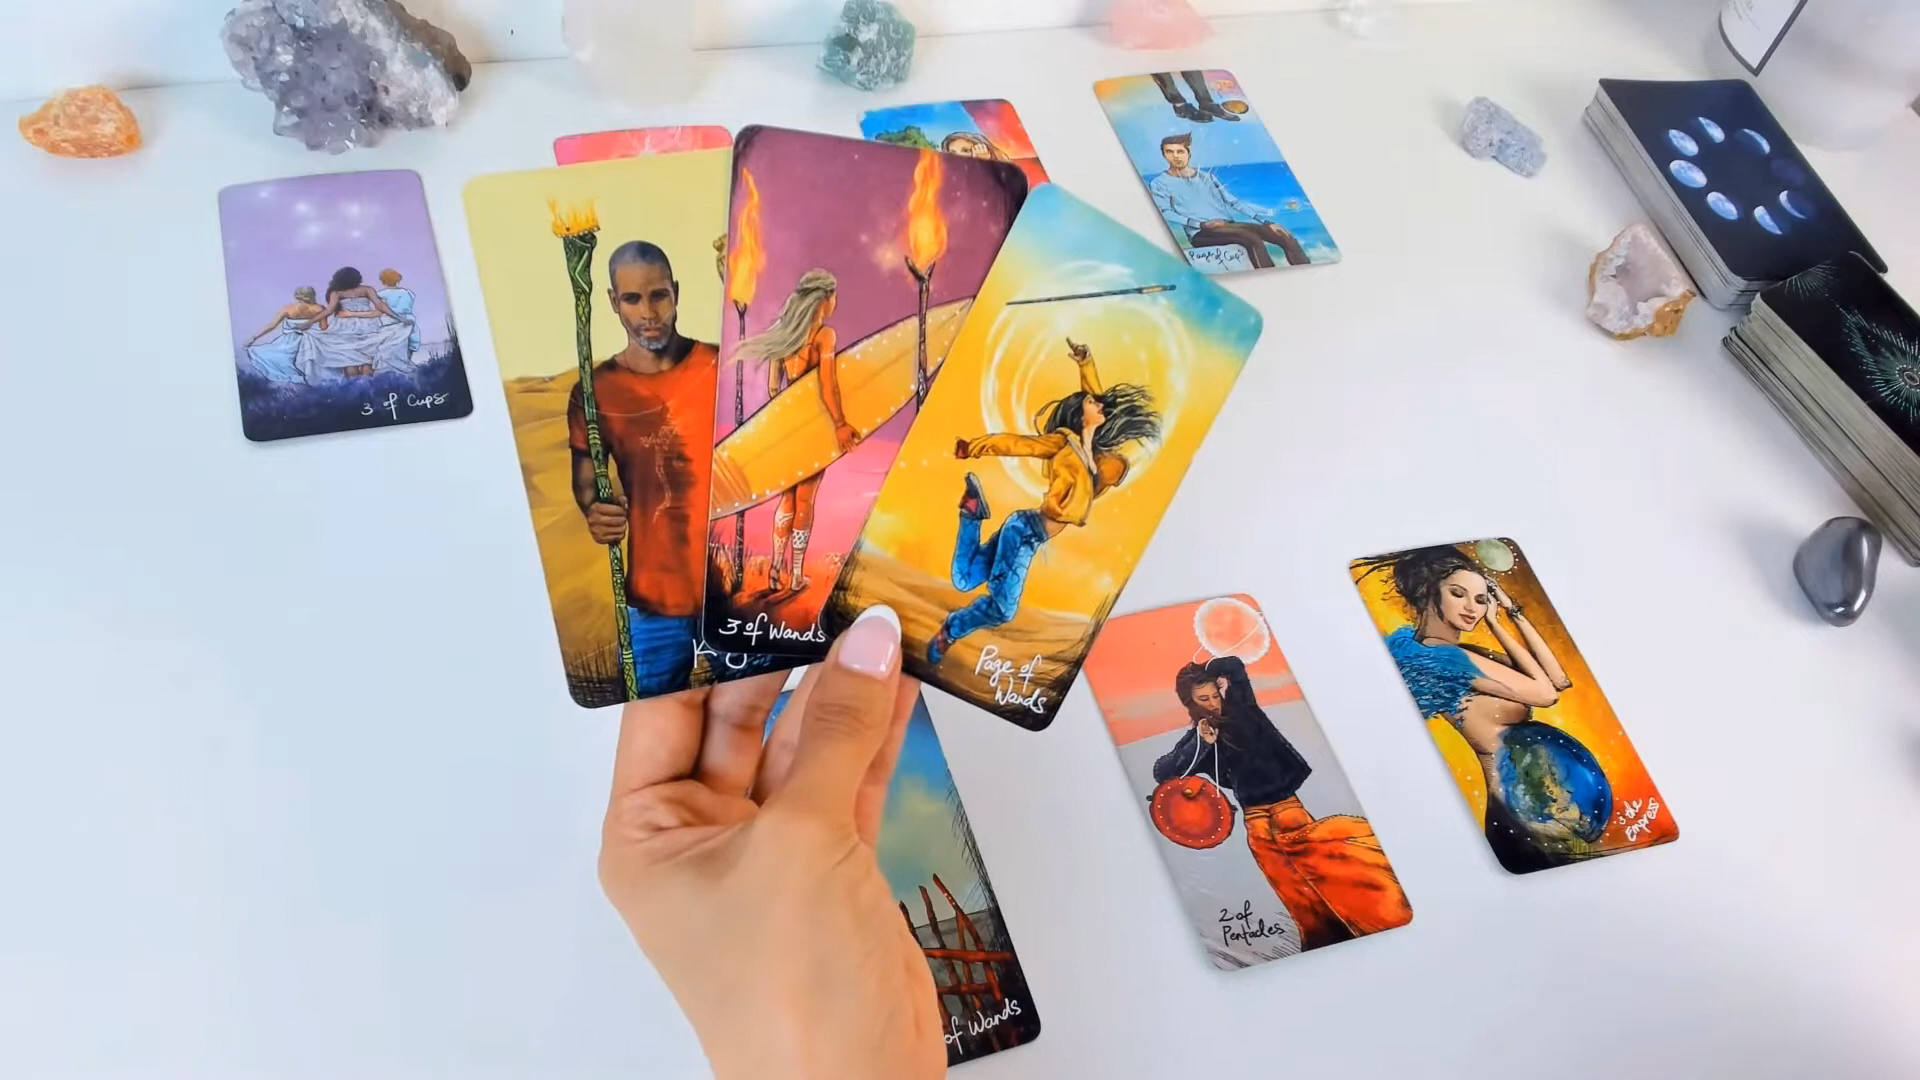 Page of Cups
3 of Cups
3 of Wands
Page of
Wands
3 the
Empress
2 of
Pentacles
of Wands